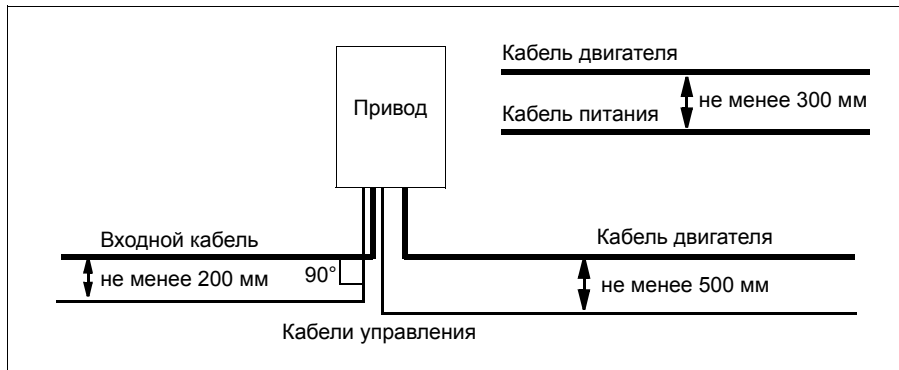 Кабель двигателя
Привод
не менее 300 мм
Кабель питания
Входной кабель
Кабель двигателя
не менее 200 мм
90°
не менее 500 мм
Кабели управления